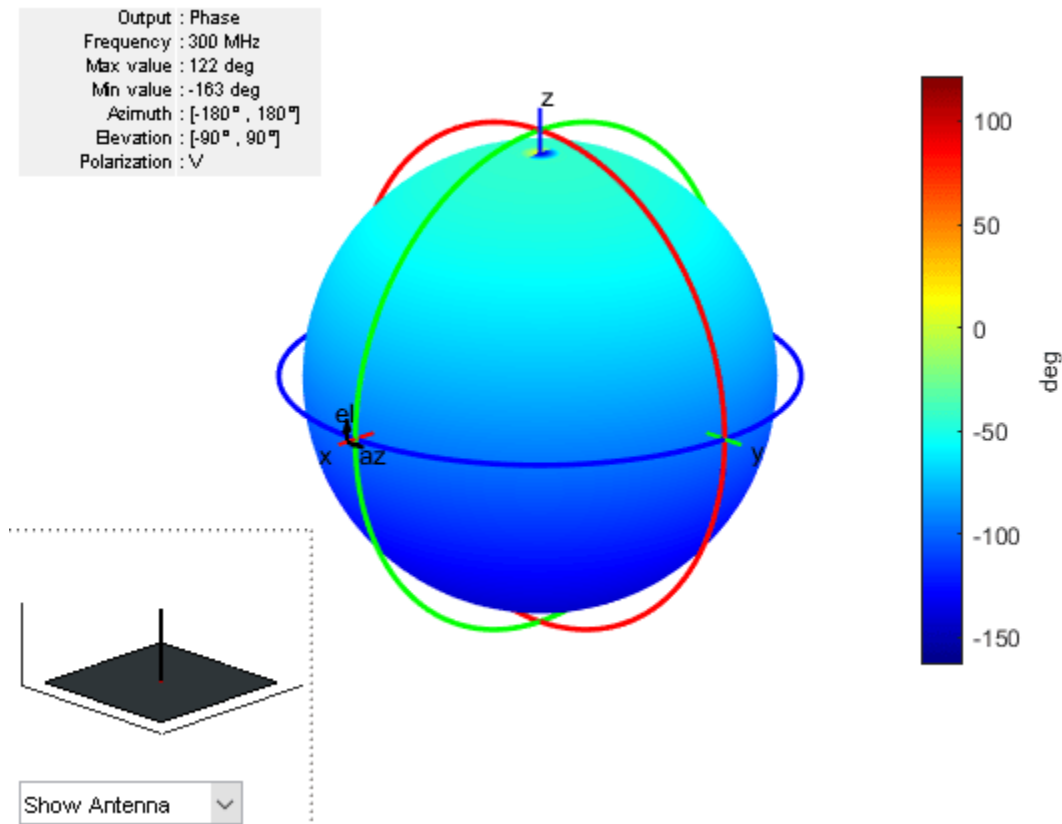 Output : Phase
Frequency : 300 MHz
Max value : 122 deg
Min value : -163 deg
Azimuth : [-180° , 180°]
Elevation : [-90° , 90°]
Polarization : V
z
el
x
az
y
100
50
0
-50
-100
-150
deg
Show Antenna